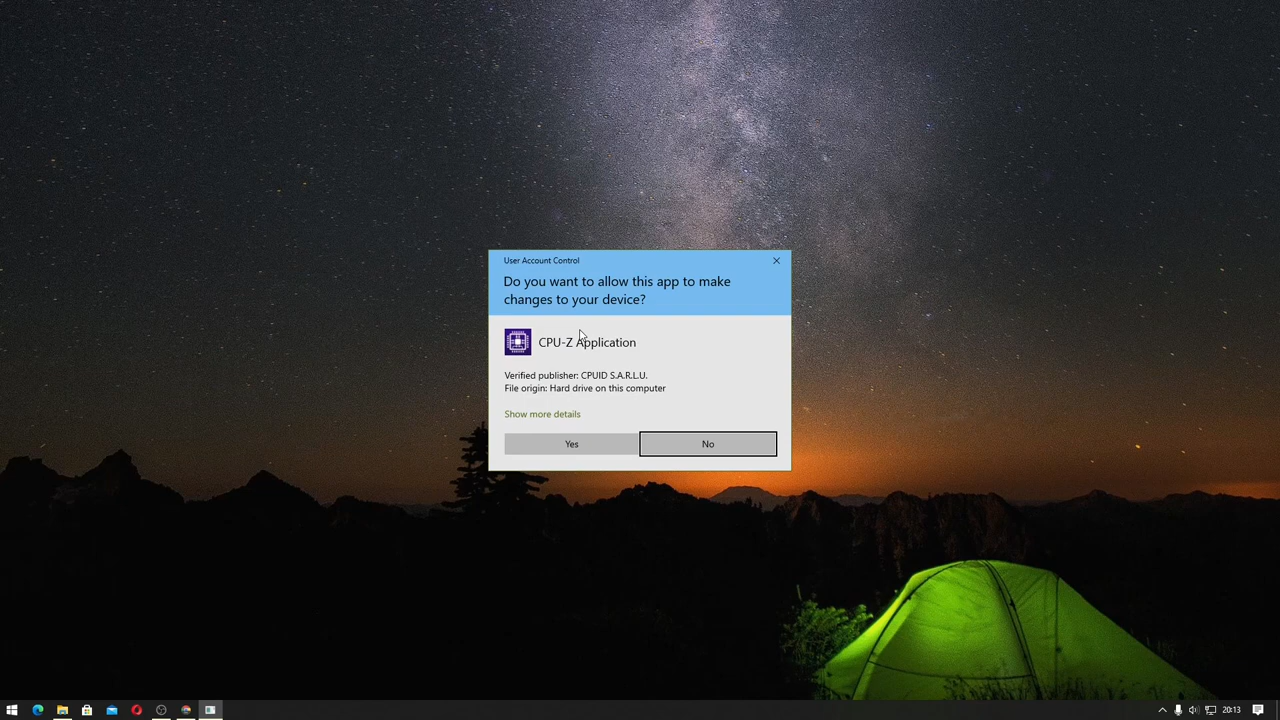 User Account Control
Do you want to allow this app to make
changes to your device?
CPU-Z Application
Verified publisher: CPUID S.A.R.L.U.
File origin: Hard drive on this computer
Show more details
Yes
No
20:13